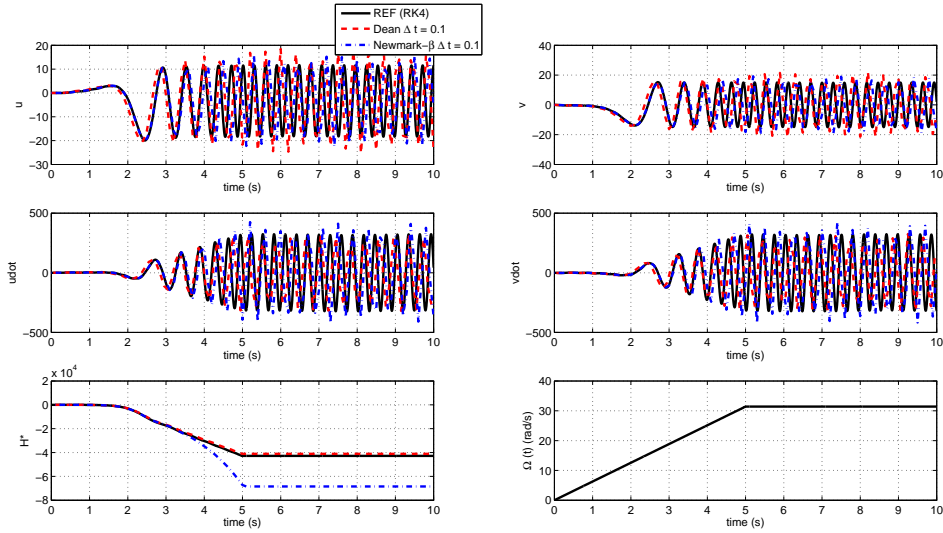 REF (RK4)
Dean Δ t = 0.1
Newmark−β Δ t = 0.1
20
10
0
−10
−20
−30
u
0 1 2 3 4 5 6 7 8 9 10
time (s)
40
20
0
−20
−40
v
0 1 2 3 4 5 6 7 8 9 10
time (s)
500
0
−500
udot
0 1 2 3 4 5 6 7 8 9 10
time (s)
500
0
−500
vdot
0 1 2 3 4 5 6 7 8 9 10
time (s)
x 10⁴
2
0
−2
−4
−6
−8
H*
0 1 2 3 4 5 6 7 8 9 10
time (s)
40
30
20
10
0
Ω (t) (rad/s)
0 1 2 3 4 5 6 7 8 9 10
time (s)